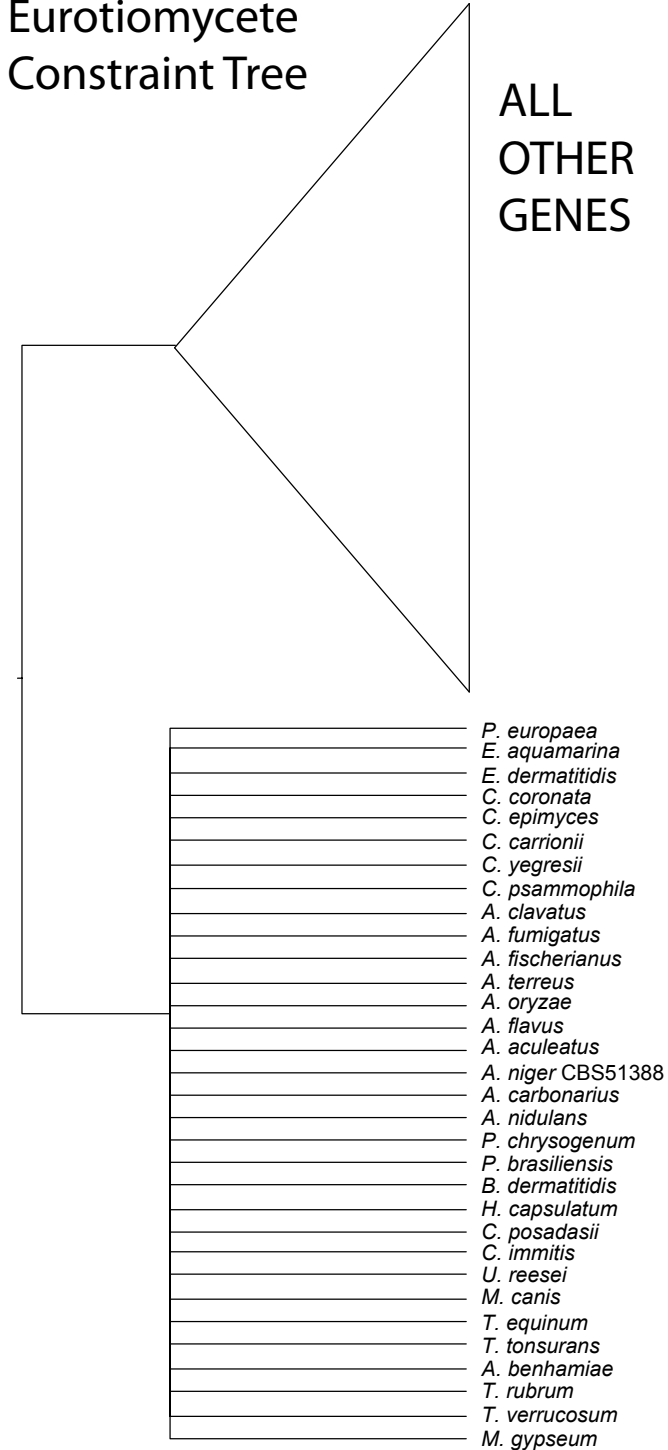 Eurotiomycete
Constraint Tree
ALL
OTHER
GENES
P. europaea
E. aquamarina
E. dermatitidis
C. coronata
C. epimyces
C. carrionii
C. yegresii
C. psammophila
A. clavatus
A. fumigatus
A. fischerianus
A. terreus
A. oryzae
A. flavus
A. aculeatus
A. niger CBS51388
A. carbonarius
A. nidulans
P. chrysogenum
P. brasiliensis
B. dermatitidis
H. capsulatum
C. posadasii
C. immitis
U. reesei
M. canis
T. equinum
T. tonsurans
A. benhamiae
T. rubrum
T. verrucosum
M. gypseum